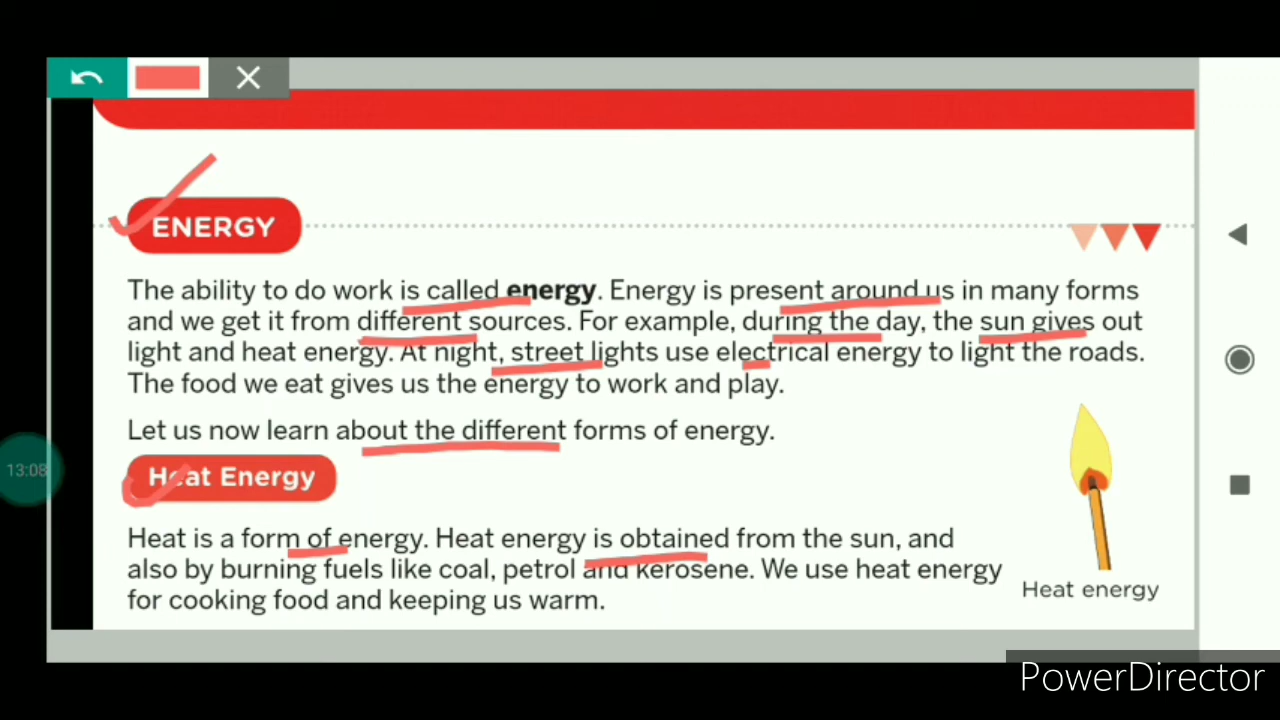 ENERGY
The ability to do work is called energy. Energy is present around us in many forms
and we get it from different sources. For example, during the day, the sun gives out
light and heat energy. At night, street lights use electrical energy to light the roads.
The food we eat gives us the energy to work and play.
Let us now learn about the different forms of energy.
Heat Energy
13:08
Heat is a form of energy. Heat energy is obtained from the sun, and
also by burning fuels like coal, petrol and kerosene. We use heat energy
for cooking food and keeping us warm.
Heat energy
PowerDirector